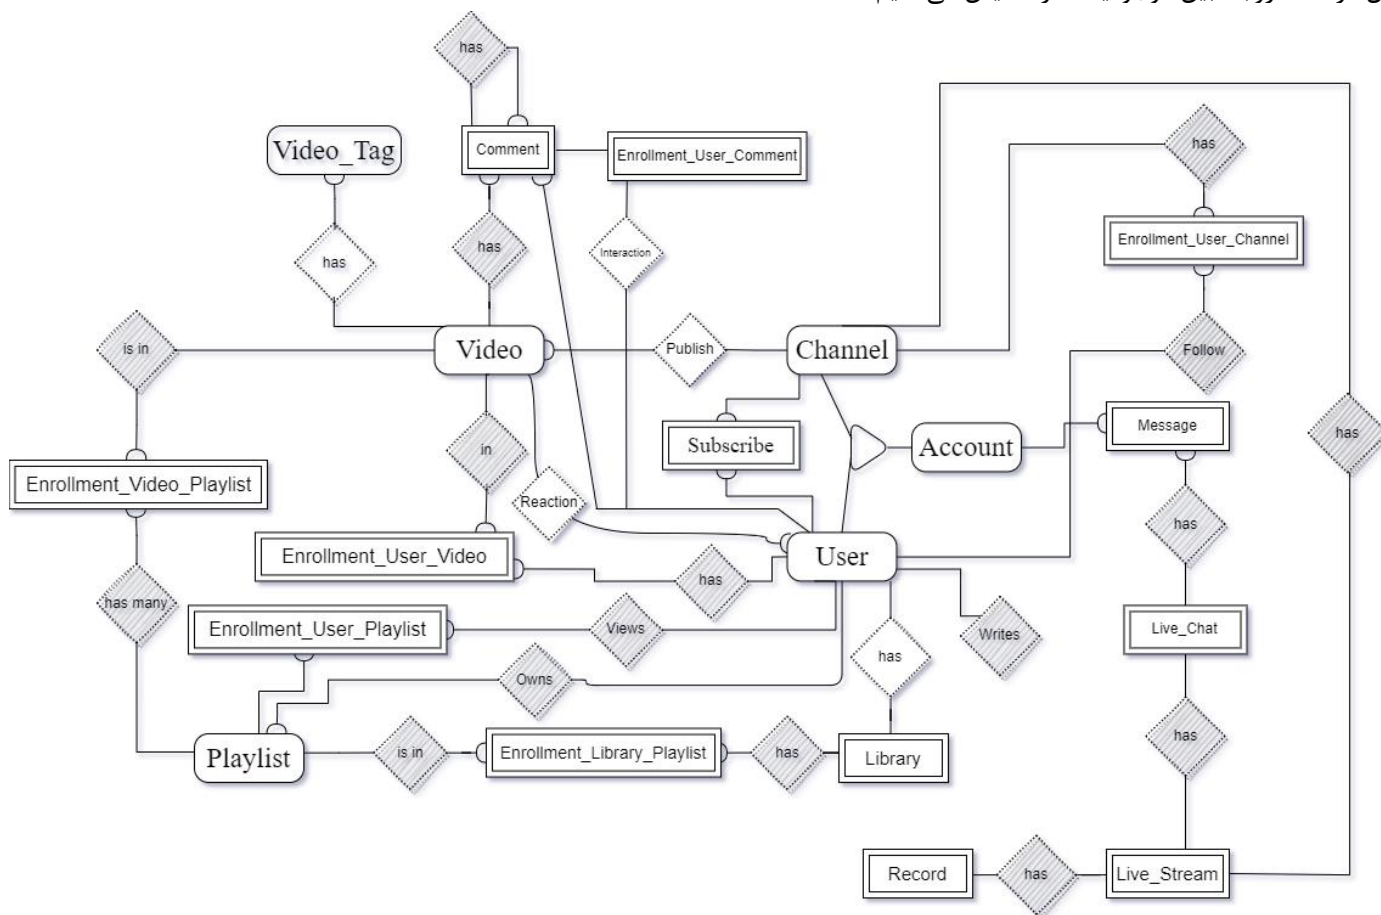 has
Video_Tag
Comment
Enrollment_User_Comment
has
has
has
Interaction
Enrollment_User_Channel
is in
Video
Publish
Channel
Follow
Message
Subscribe
Account
has
in
Enrollment_Video_Playlist
Reaction
has
Enrollment_User_Video
User
has
has many
Enrollment_User_Playlist
Views
has
Writes
Live_Chat
Owns
Playlist
is in
Enrollment_Library_Playlist
has
Library
has
Record
has
Live_Stream